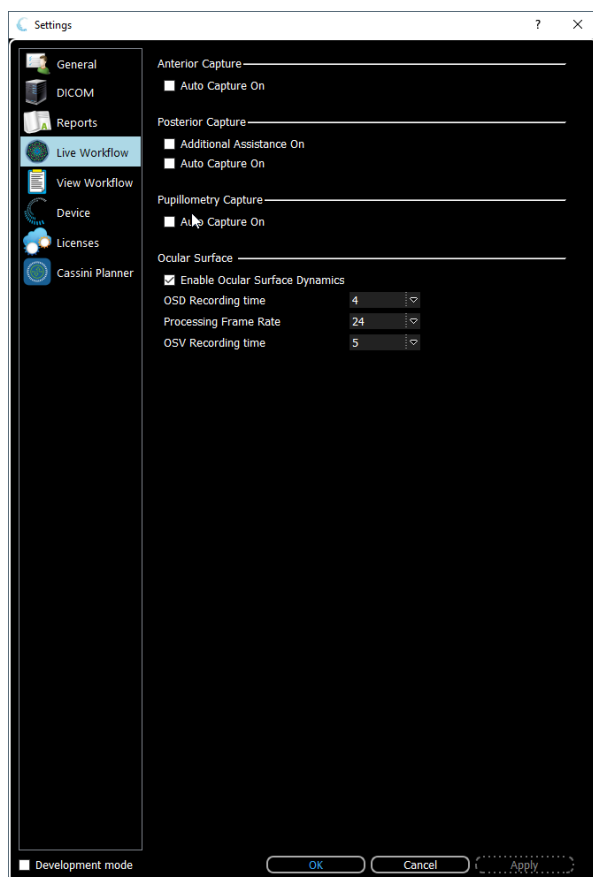 Settings
?
General
DICOM
Reports
Live Workflow
View Workflow
Device
Licenses
Cassini Planner
Anterior Capture
Auto Capture On
Posterior Capture
Additional Assistance On
Auto Capture On
Pupillometry Capture
Auto Capture On
Ocular Surface
Enable Ocular Surface Dynamics
OSD Recording time 4
Processing Frame Rate 24
OSV Recording time 5
Development mode
OK Cancel Apply